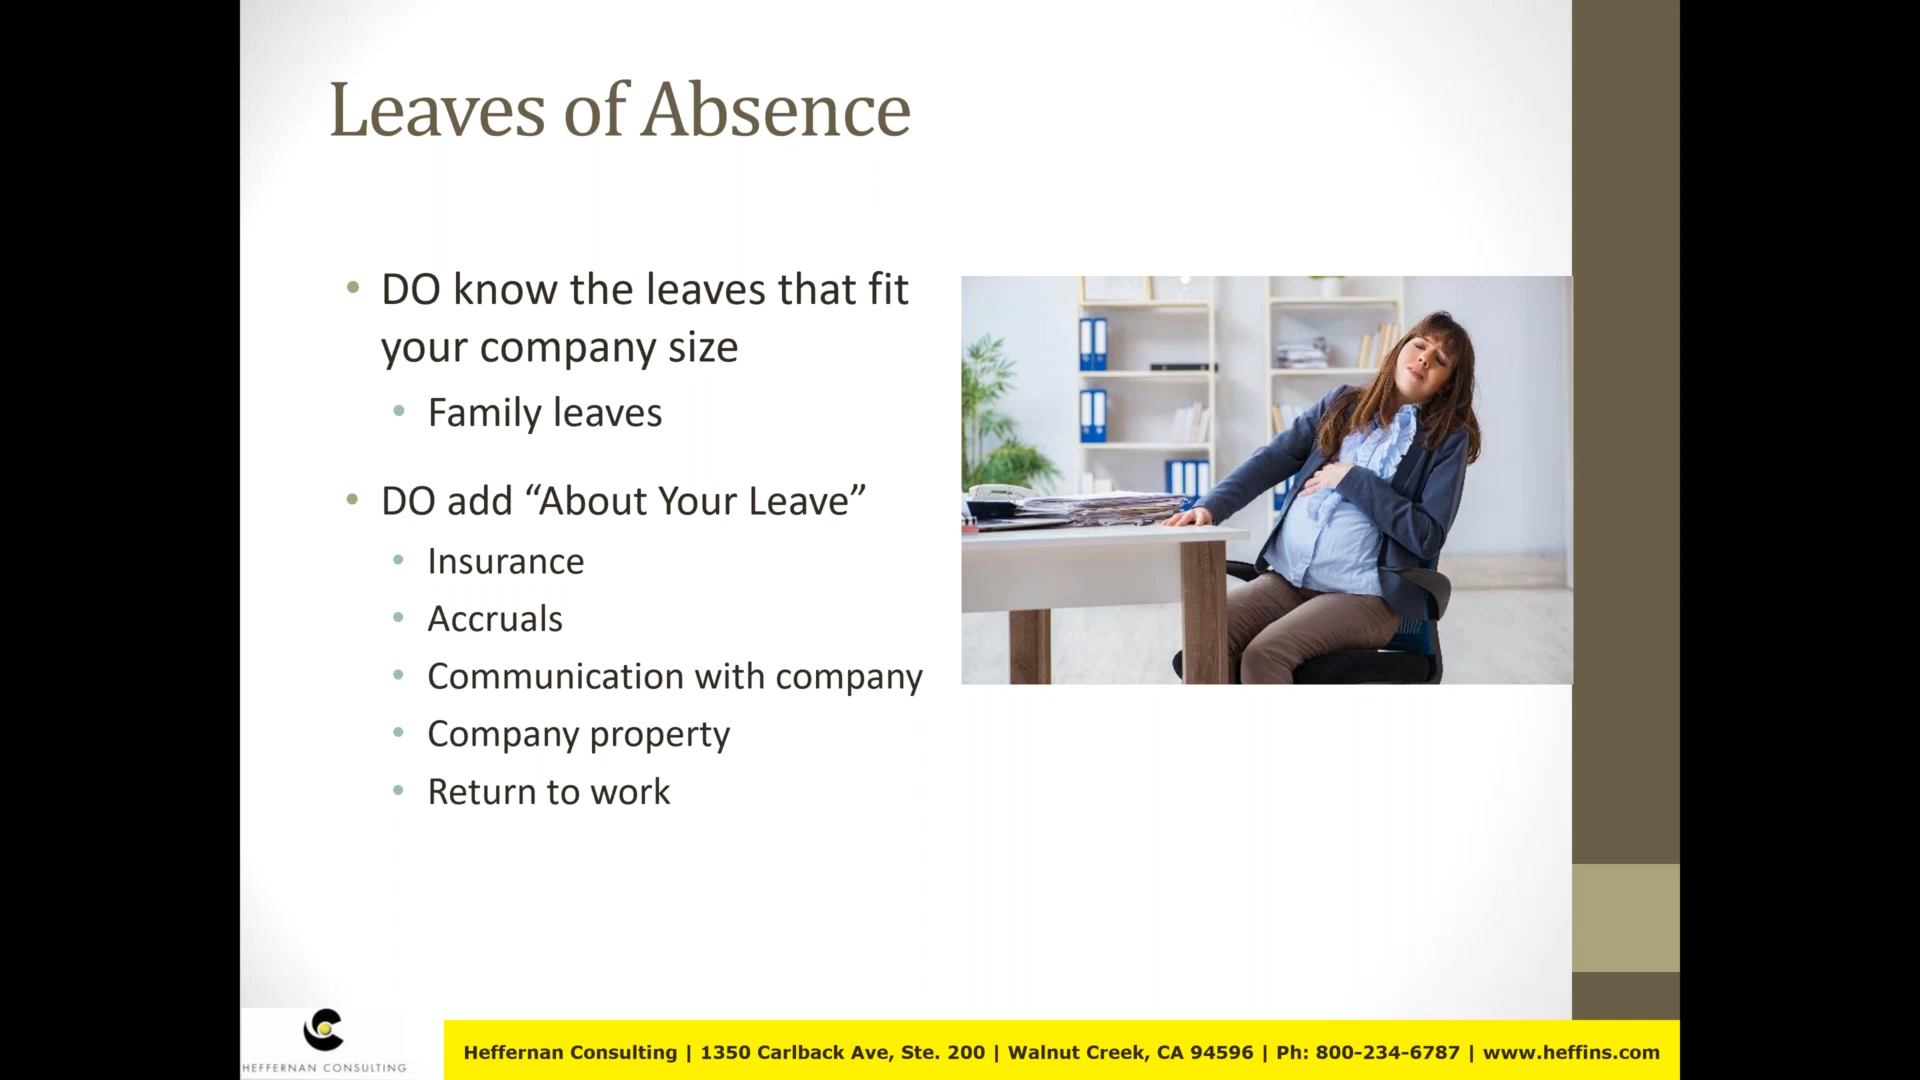 Leaves of Absence
• DO know the leaves that fit
your company size
• Family leaves
• DO add “About Your Leave”
• Insurance
• Accruals
• Communication with company
• Company property
• Return to work
HEFFERNAN CONSULTING
Heffernan Consulting | 1350 Carlback Ave, Ste. 200 | Walnut Creek, CA 94596 | Ph: 800-234-6787 | www.heffins.com